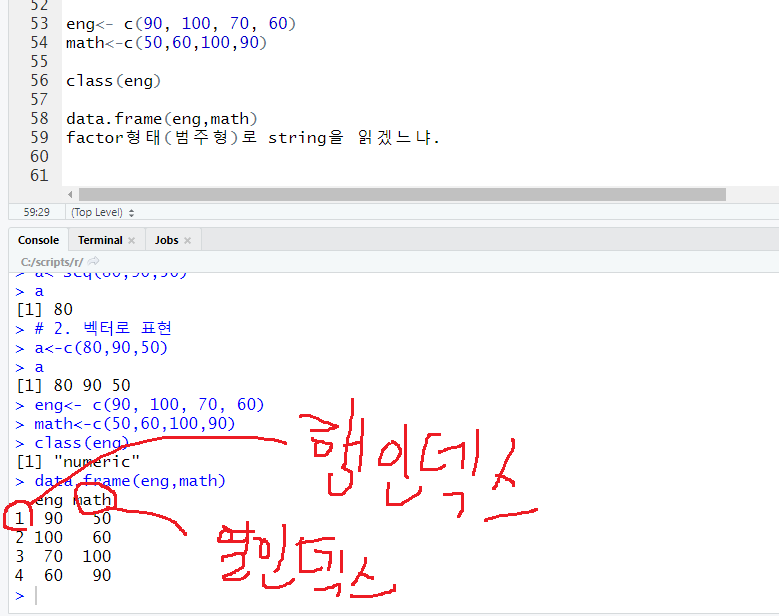 52
53 eng<- c(90, 100, 70, 60)
54 math<-c(50,60,100,90)
55
56 class(eng)
57
58 data.frame(eng,math)
59 factor형태(범주형)로 string을 읽겠느냐.
60
61
59:29 (Top Level)
Console Terminal Jobs
C:/scripts/r/
> a<-seq(80,90,50)
> a
[1] 80
> # 2. 벡터로 표현
> a<-c(80,90,50)
> a
[1] 80 90 50
> eng<- c(90, 100, 70, 60)
> math<-c(50,60,100,90)
> class(eng)
[1] "numeric"
> data.frame(eng,math)
행인덱스
eng math
1 90 50
2 100 60
3 70 100
4 60 90
열인덱스
>